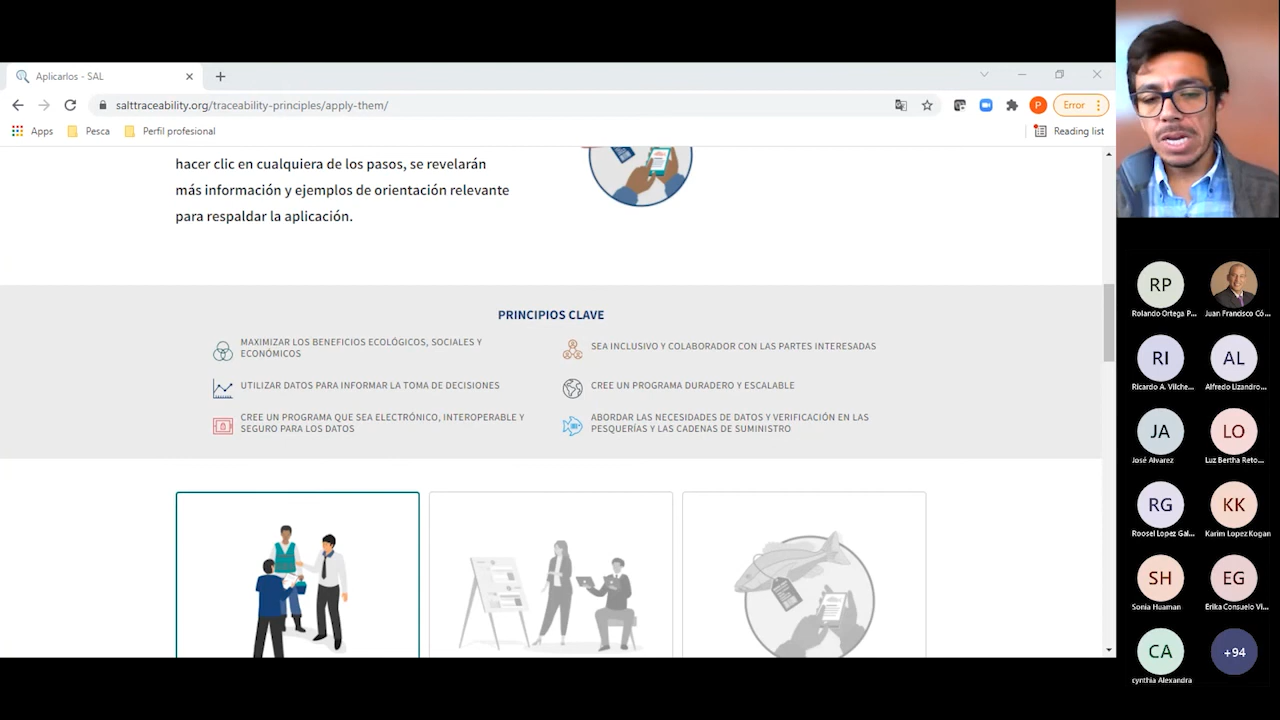 Aplicarlos - SAL
salttraceability.org/traceability-principles/apply-them/
P
Error
Apps
Pesca
Perfil profesional
Reading list
hacer clic en cualquiera de los pasos, se revelarán
más información y ejemplos de orientación relevante
para respaldar la aplicación.
PRINCIPIOS CLAVE
MAXIMIZAR LOS BENEFICIOS ECOLÓGICOS, SOCIALES Y
ECONÓMICOS
SEA INCLUSIVO Y COLABORADOR CON LAS PARTES INTERESADAS
UTILIZAR DATOS PARA INFORMAR LA TOMA DE DECISIONES
CREE UN PROGRAMA DURADERO Y ESCALABLE
CREE UN PROGRAMA QUE SEA ELECTRÓNICO, INTEROPERABLE Y
SEGURO PARA LOS DATOS
ABORDAR LAS NECESIDADES DE DATOS Y VERIFICACIÓN EN LAS
PESQUERÍAS Y LAS CADENAS DE SUMINISTRO
RP
Rolando Ortega P...
Juan Francisco Có...
RI
AL
Ricardo A. Vilche...
Alfredo Lizandro...
JA
LO
José Alvarez
Luz Bertha Reto...
RG
KK
Roosel Lopez Gal...
Karim Lopez Kogan
SH
EG
Sonia Huaman
Erika Consuelo Vi...
CA
+94
cynthia Alexandra